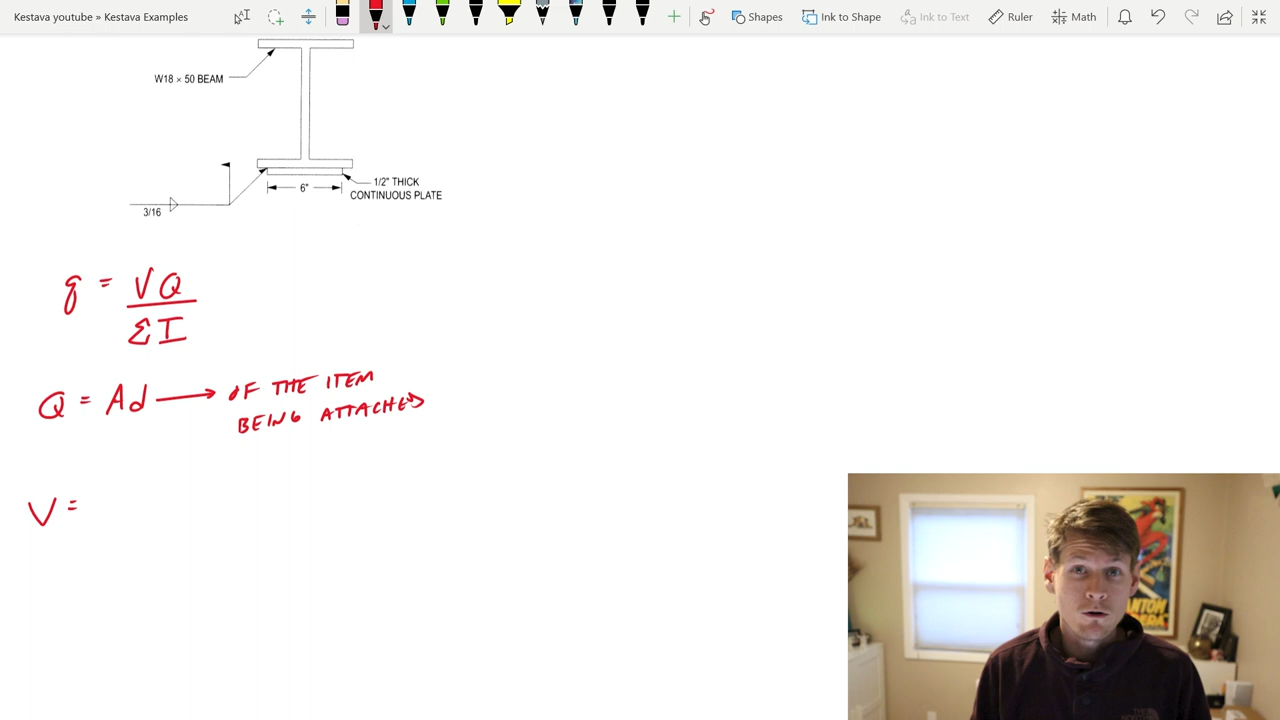 Kestava youtube » Kestava Examples
Shapes
Ink to Shape
Ink to Text
Ruler
Math
W18 × 50 BEAM
1/2" THICK
CONTINUOUS PLATE
6"
3/16
q = VQ
ΣI
Q = Ad → OF THE ITEM
BEING ATTACHED
V =